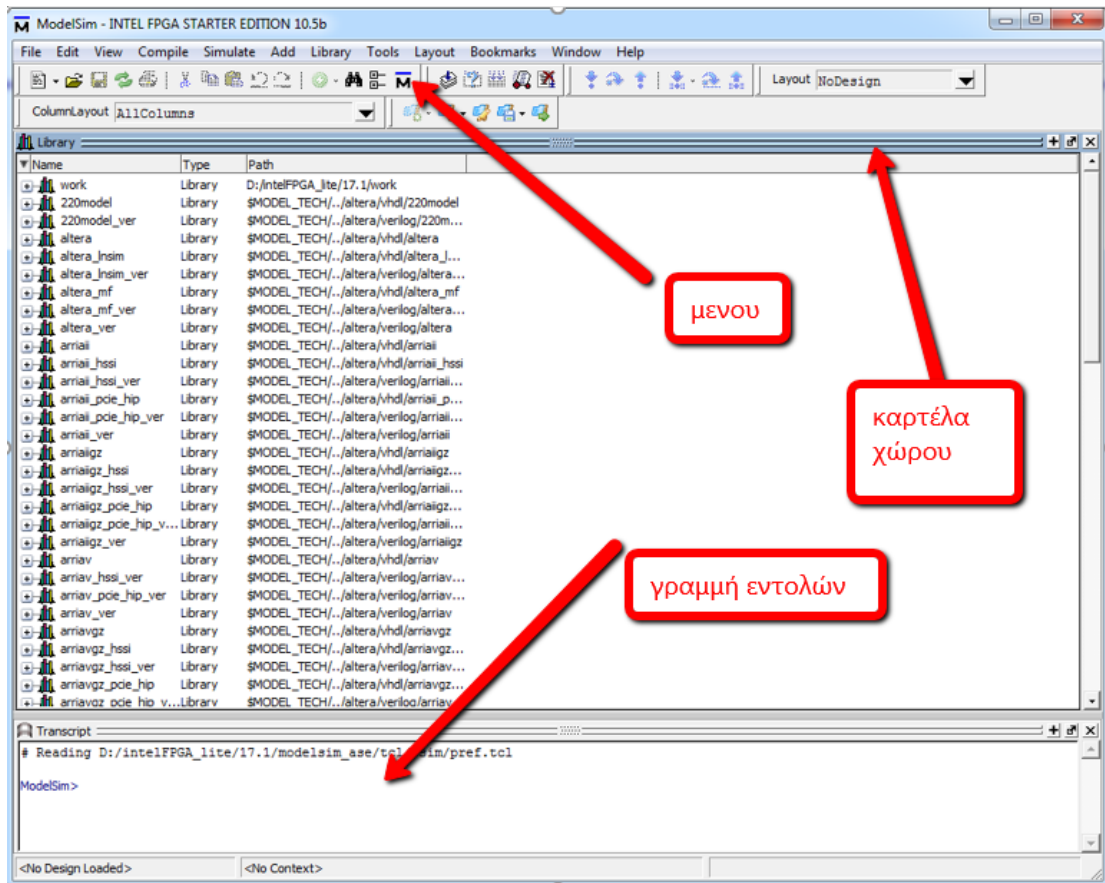 ModelSim - INTEL FPGA STARTER EDITION 10.5b
File Edit View Compile Simulate Add Library Tools Layout Bookmarks Window Help
Layout NoDesign
ColumnLayout AllColumns
Library
Name Type Path
work Library D:/intelFPGA_lite/17.1/work
220model Library $MODEL_TECH/../altera/vhdl/220model
220model_ver Library $MODEL_TECH/../altera/verilog/220m...
altera Library $MODEL_TECH/../altera/vhdl/altera
altera_lnsim Library $MODEL_TECH/../altera/vhdl/altera_l...
altera_lnsim_ver Library $MODEL_TECH/../altera/verilog/altera...
altera_mf Library $MODEL_TECH/../altera/vhdl/altera_mf
altera_mf_ver Library $MODEL_TECH/../altera/verilog/altera...
altera_ver Library $MODEL_TECH/../altera/verilog/altera
arriaii Library $MODEL_TECH/../altera/vhdl/arriaii
arriaii_hssi Library $MODEL_TECH/../altera/vhdl/arriaii_hssi
arriaii_hssi_ver Library $MODEL_TECH/../altera/verilog/arriaii...
arriaii_pcie_hip Library $MODEL_TECH/../altera/vhdl/arriaii_p...
arriaii_pcie_hip_ver Library $MODEL_TECH/../altera/verilog/arriaii...
arriaii_ver Library $MODEL_TECH/../altera/verilog/arriaii
arriaiigz Library $MODEL_TECH/../altera/vhdl/arriaiigz
arriaiigz_hssi Library $MODEL_TECH/../altera/vhdl/arriaiigz...
arriaiigz_hssi_ver Library $MODEL_TECH/../altera/verilog/arriaii...
arriaiigz_pcie_hip Library $MODEL_TECH/../altera/vhdl/arriaiigz...
arriaiigz_pcie_hip_v... Library $MODEL_TECH/../altera/verilog/arriaii...
arriaiigz_ver Library $MODEL_TECH/../altera/verilog/arriaiigz
arriav Library $MODEL_TECH/../altera/vhdl/arriav
arriav_hssi_ver Library $MODEL_TECH/../altera/verilog/arriav...
arriav_pcie_hip_ver Library $MODEL_TECH/../altera/verilog/arriav...
arriav_ver Library $MODEL_TECH/../altera/verilog/arriav
arriavgz Library $MODEL_TECH/../altera/vhdl/arriavgz
arriavgz_hssi Library $MODEL_TECH/../altera/vhdl/arriavgz...
arriavgz_hssi_ver Library $MODEL_TECH/../altera/verilog/arriav...
arriavgz_pcie_hip Library $MODEL_TECH/../altera/vhdl/arriavgz...
arriavgz_pcie_hip_v... Library $MODEL_TECH/../altera/verilog/arriav...
μενου
καρτέλα
χώρου
γραμμή εντολών
Transcript
# Reading D:/intelFPGA_lite/17.1/modelsim_ase/tcl/vsim/pref.tcl
ModelSim>
<No Design Loaded> <No Context>